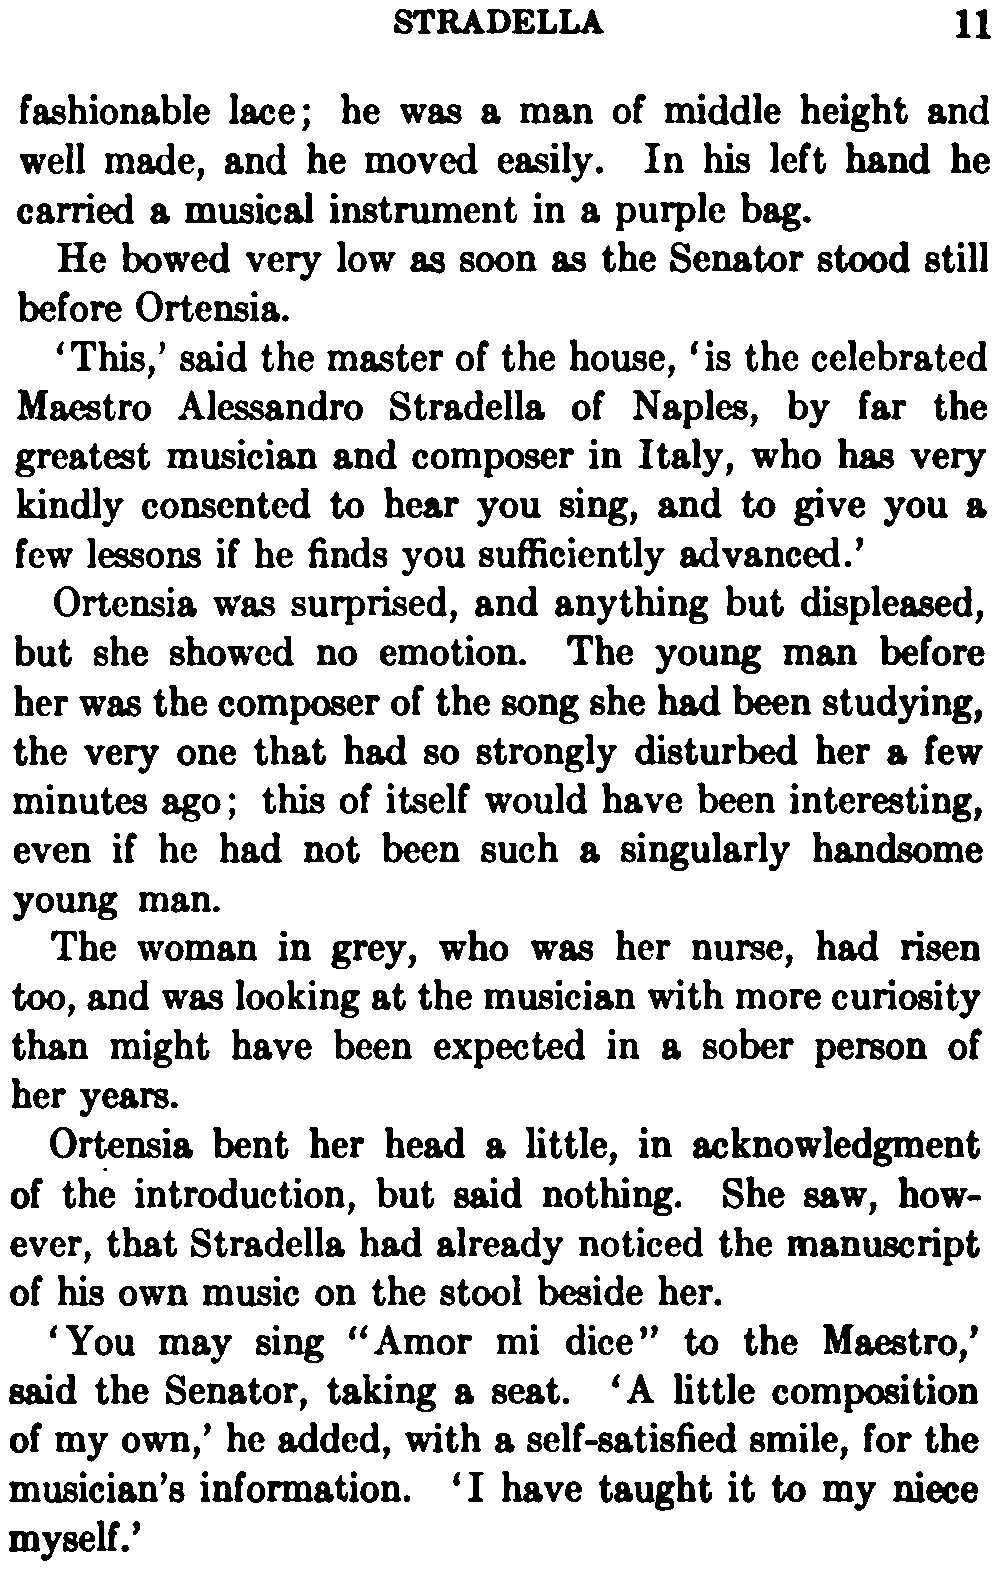 STRADELLA 11
fashionable lace; he was a man of middle height and
well made, and he moved easily. In his left hand he
carried a musical instrument in a purple bag.
He bowed very low as soon as the Senator stood still
before Ortensia.
‘This,’ said the master of the house, ‘is the celebrated
Maestro Alessandro Stradella of Naples, by far the
greatest musician and composer in Italy, who has very
kindly consented to hear you sing, and to give you a
few lessons if he finds you sufficiently advanced.’
Ortensia was surprised, and anything but displeased,
but she showed no emotion. The young man before
her was the composer of the song she had been studying,
the very one that had so strongly disturbed her a few
minutes ago; this of itself would have been interesting,
even if he had not been such a singularly handsome
young man.
The woman in grey, who was her nurse, had risen
too, and was looking at the musician with more curiosity
than might have been expected in a sober person of
her years.
Ortensia bent her head a little, in acknowledgment
of the introduction, but said nothing. She saw, how-
ever, that Stradella had already noticed the manuscript
of his own music on the stool beside her.
‘You may sing “Amor mi dice” to the Maestro,’
said the Senator, taking a seat. ‘A little composition
of my own,’ he added, with a self-satisfied smile, for the
musician’s information. ‘I have taught it to my niece
myself.’